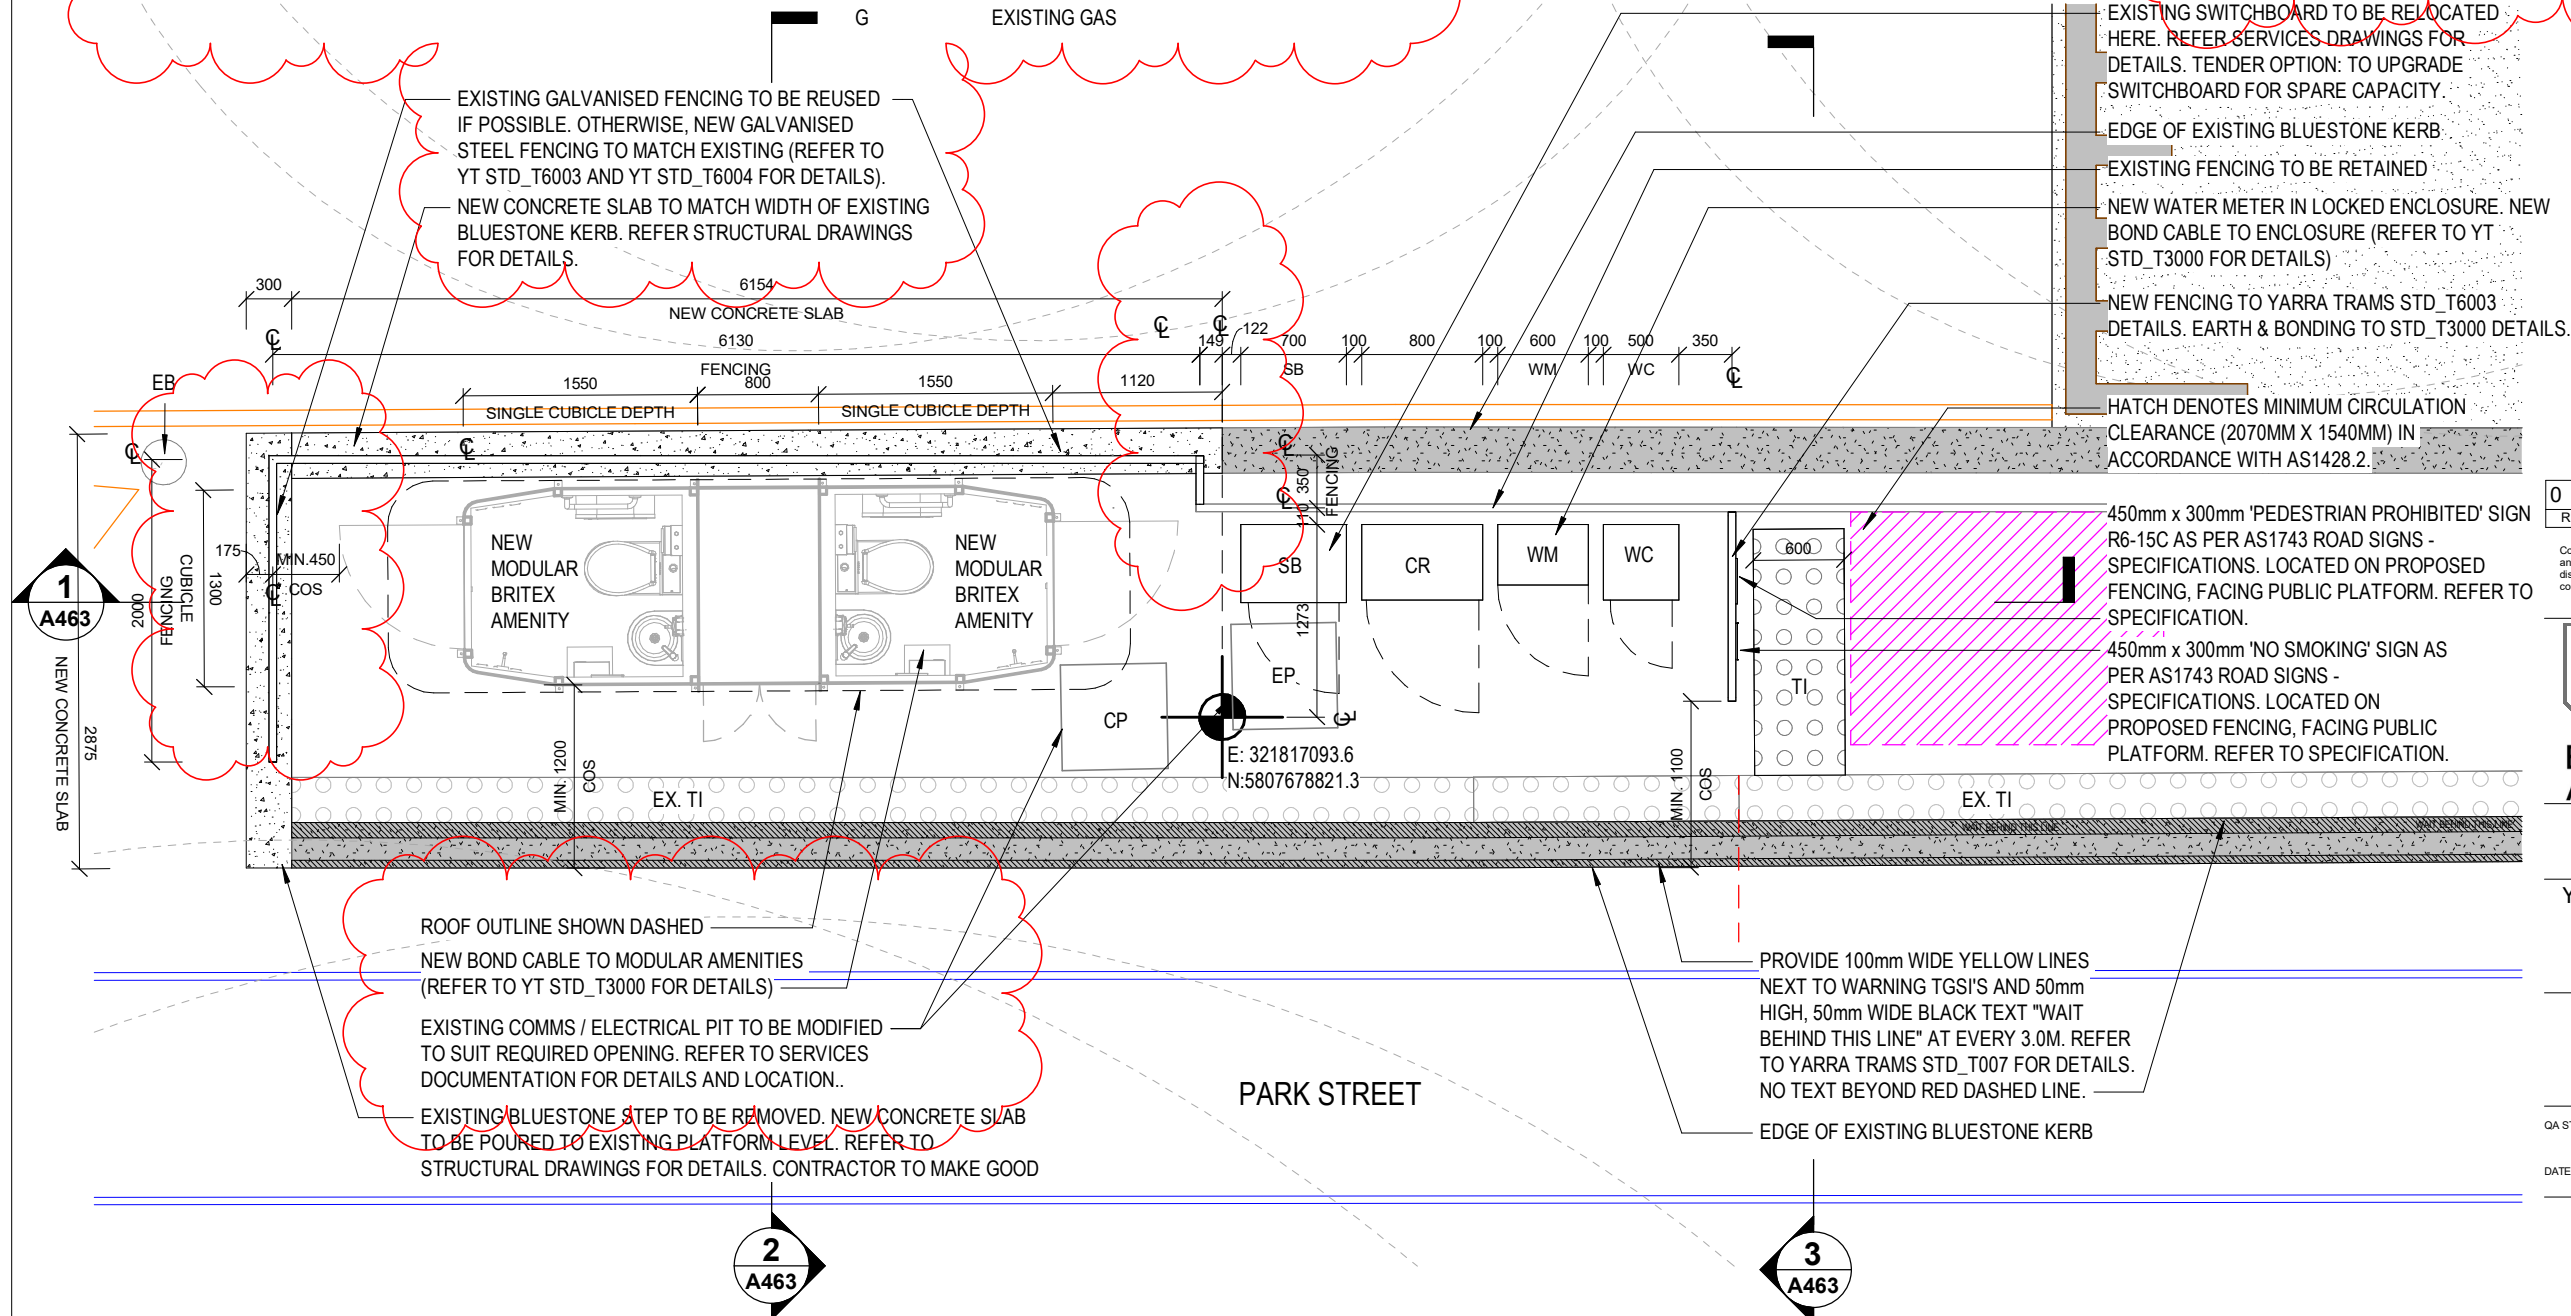 G
EXISTING GAS
EXISTING SWITCHBOARD TO BE RELOCATED
HERE. REFER SERVICES DRAWINGS FOR
DETAILS. TENDER OPTION: TO UPGRADE
SWITCHBOARD FOR SPARE CAPACITY.
EDGE OF EXISTING BLUESTONE KERB
EXISTING FENCING TO BE RETAINED
NEW WATER METER IN LOCKED ENCLOSURE. NEW
BOND CABLE TO ENCLOSURE (REFER TO YT
STD_T3000 FOR DETAILS)
NEW FENCING TO YARRA TRAMS STD_T6003
DETAILS. EARTH & BONDING TO STD_T3000 DETAILS.
HATCH DENOTES MINIMUM CIRCULATION
CLEARANCE (2070MM X 1540MM) IN
ACCORDANCE WITH AS1428.2.
450mm x 300mm 'PEDESTRIAN PROHIBITED' SIGN
R6-15C AS PER AS1743 ROAD SIGNS -
SPECIFICATIONS. LOCATED ON PROPOSED
FENCING, FACING PUBLIC PLATFORM. REFER TO
SPECIFICATION.
450mm x 300mm 'NO SMOKING' SIGN AS
PER AS1743 ROAD SIGNS -
SPECIFICATIONS. LOCATED ON
PROPOSED FENCING, FACING PUBLIC
PLATFORM. REFER TO SPECIFICATION.
EXISTING GALVANISED FENCING TO BE REUSED
IF POSSIBLE. OTHERWISE, NEW GALVANISED
STEEL FENCING TO MATCH EXISTING (REFER TO
YT STD_T6003 AND YT STD_T6004 FOR DETAILS).
NEW CONCRETE SLAB TO MATCH WIDTH OF EXISTING
BLUESTONE KERB. REFER STRUCTURAL DRAWINGS
FOR DETAILS.
300
6154
NEW CONCRETE SLAB
6130
FENCING
149
122
700
SB
100
800
100
600
WM
100
500
WC
350
EB
1550
800
1550
1120
SINGLE CUBICLE DEPTH
SINGLE CUBICLE DEPTH
350
FENCING
110
1273
175
MIN.450
COS
CUBICLE
1300
2000
FENCING
NEW CONCRETE SLAB
2875
1
A463
NEW
MODULAR
BRITEX
AMENITY
NEW
MODULAR
BRITEX
AMENITY
SB
CR
WM
WC
EP
CP
600
TI
E: 321817093.6
N:5807678821.3
MIN. 1200
COS
MIN. 1100
COS
EX. TI
EX. TI
WAIT BEHIND THIS LINE
WAIT BEHIND THIS LINE
ROOF OUTLINE SHOWN DASHED
NEW BOND CABLE TO MODULAR AMENITIES
(REFER TO YT STD_T3000 FOR DETAILS)
EXISTING COMMS / ELECTRICAL PIT TO BE MODIFIED
TO SUIT REQUIRED OPENING. REFER TO SERVICES
DOCUMENTATION FOR DETAILS AND LOCATION..
EXISTING BLUESTONE STEP TO BE REMOVED. NEW CONCRETE SLAB
TO BE POURED TO EXISTING PLATFORM LEVEL. REFER TO
STRUCTURAL DRAWINGS FOR DETAILS. CONTRACTOR TO MAKE GOOD
PARK STREET
PROVIDE 100mm WIDE YELLOW LINES
NEXT TO WARNING TGSI'S AND 50mm
HIGH, 50mm WIDE BLACK TEXT "WAIT
BEHIND THIS LINE" AT EVERY 3.0M. REFER
TO YARRA TRAMS STD_T007 FOR DETAILS.
NO TEXT BEYOND RED DASHED LINE.
EDGE OF EXISTING BLUESTONE KERB
2
A463
3
A463
0
R
Co
an
dis
co
Y
QA S
DATE